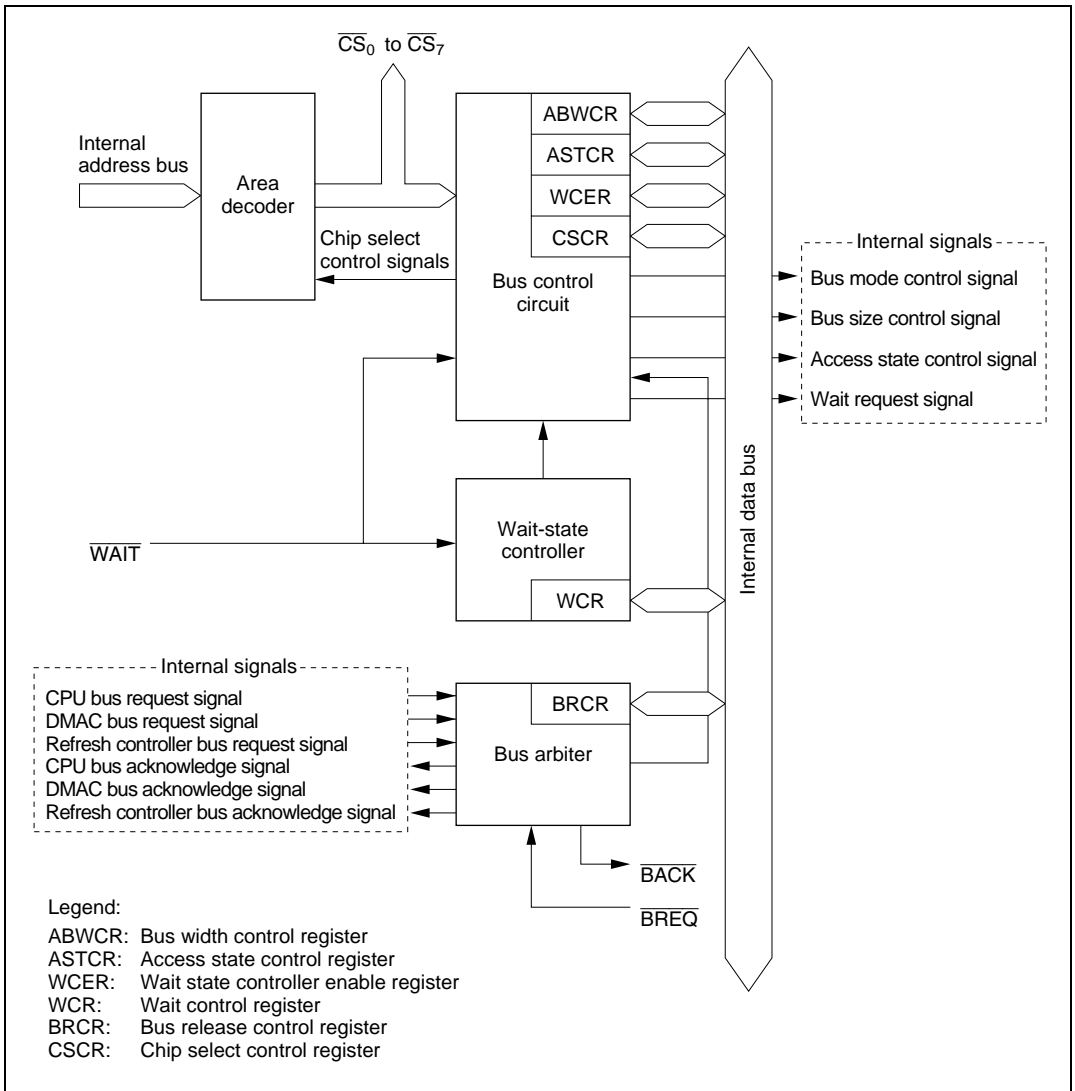 C̅S̅₀ to C̅S̅₇
Internal
address bus
Area
decoder
Chip select
control signals
ABWCR
ASTCR
WCER
CSCR
Bus control
circuit
Internal signals
Bus mode control signal
Bus size control signal
Access state control signal
Wait request signal
Internal data bus
W̅A̅I̅T̅
Wait-state
controller
WCR
Internal signals
CPU bus request signal
DMAC bus request signal
Refresh controller bus request signal
CPU bus acknowledge signal
DMAC bus acknowledge signal
Refresh controller bus acknowledge signal
BRCR
Bus arbiter
B̅A̅C̅K̅
B̅R̅E̅Q̅
Legend:
ABWCR: Bus width control register
ASTCR: Access state control register
WCER: Wait state controller enable register
WCR: Wait control register
BRCR: Bus release control register
CSCR: Chip select control register